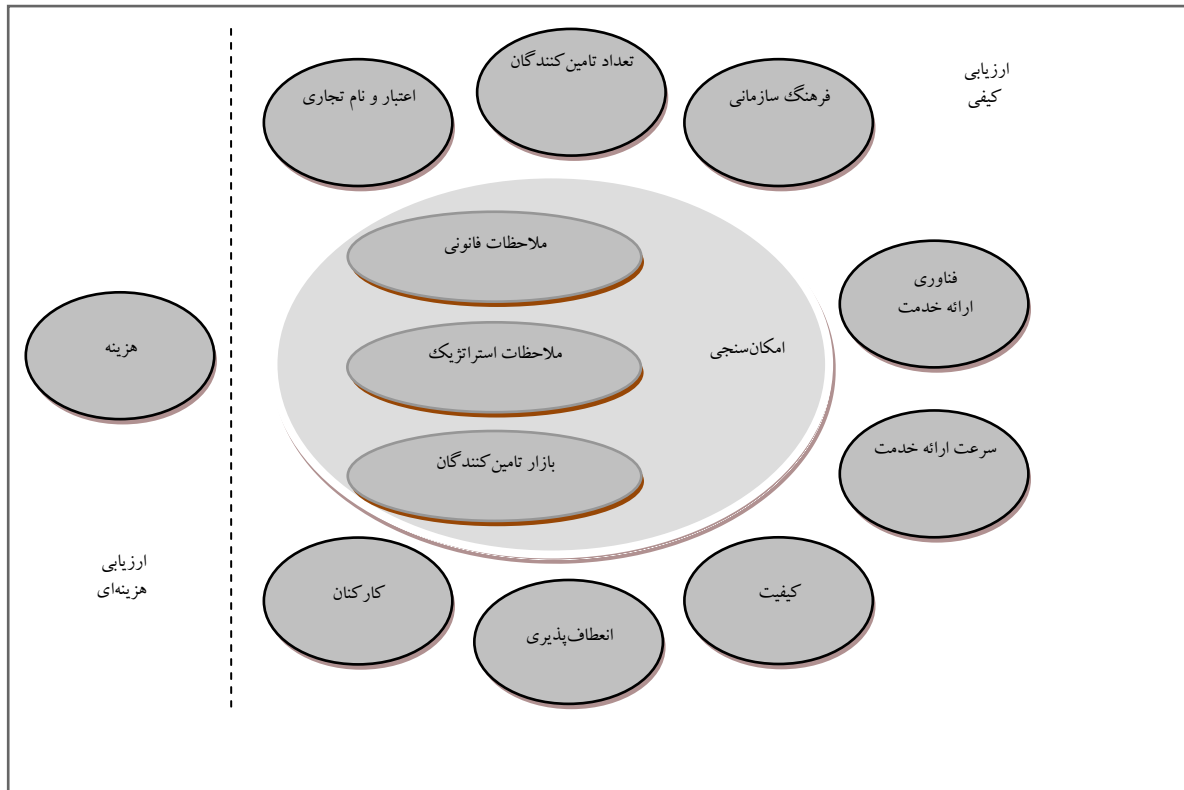 ارزیابی
کیفی
فرهنگ سازمانی
تعداد تامین‌کنندگان
اعتبار و نام تجاری
ملاحظات قانونی
فناوری
ارائه خدمت
امکان‌سنجی
ملاحظات استراتژیک
هزینه
سرعت ارائه خدمت
بازار تامین‌کنندگان
ارزیابی
هزینه‌ای
کیفیت
انعطاف‌پذیری
کارکنان